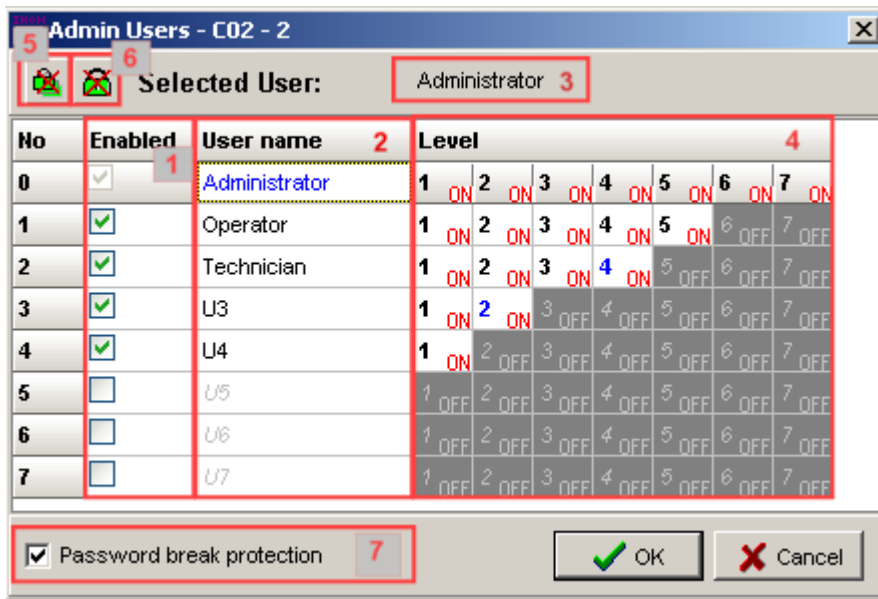 Admin Users - C02 - 2
5
6
Selected User:
Administrator 3
No Enabled 1 User name 2 Level 4
0 Administrator 1 ON 2 ON 3 ON 4 ON 5 ON 6 ON 7 ON
1 Operator 1 ON 2 ON 3 ON 4 ON 5 ON 6 OFF 7 OFF
2 Technician 1 ON 2 ON 3 ON 4 ON 5 OFF 6 OFF 7 OFF
3 U3 1 ON 2 ON 3 OFF 4 OFF 5 OFF 6 OFF 7 OFF
4 U4 1 ON 2 OFF 3 OFF 4 OFF 5 OFF 6 OFF 7 OFF
5 U5 1 OFF 2 OFF 3 OFF 4 OFF 5 OFF 6 OFF 7 OFF
6 U6 1 OFF 2 OFF 3 OFF 4 OFF 5 OFF 6 OFF 7 OFF
7 U7 1 OFF 2 OFF 3 OFF 4 OFF 5 OFF 6 OFF 7 OFF
Password break protection 7 OK Cancel